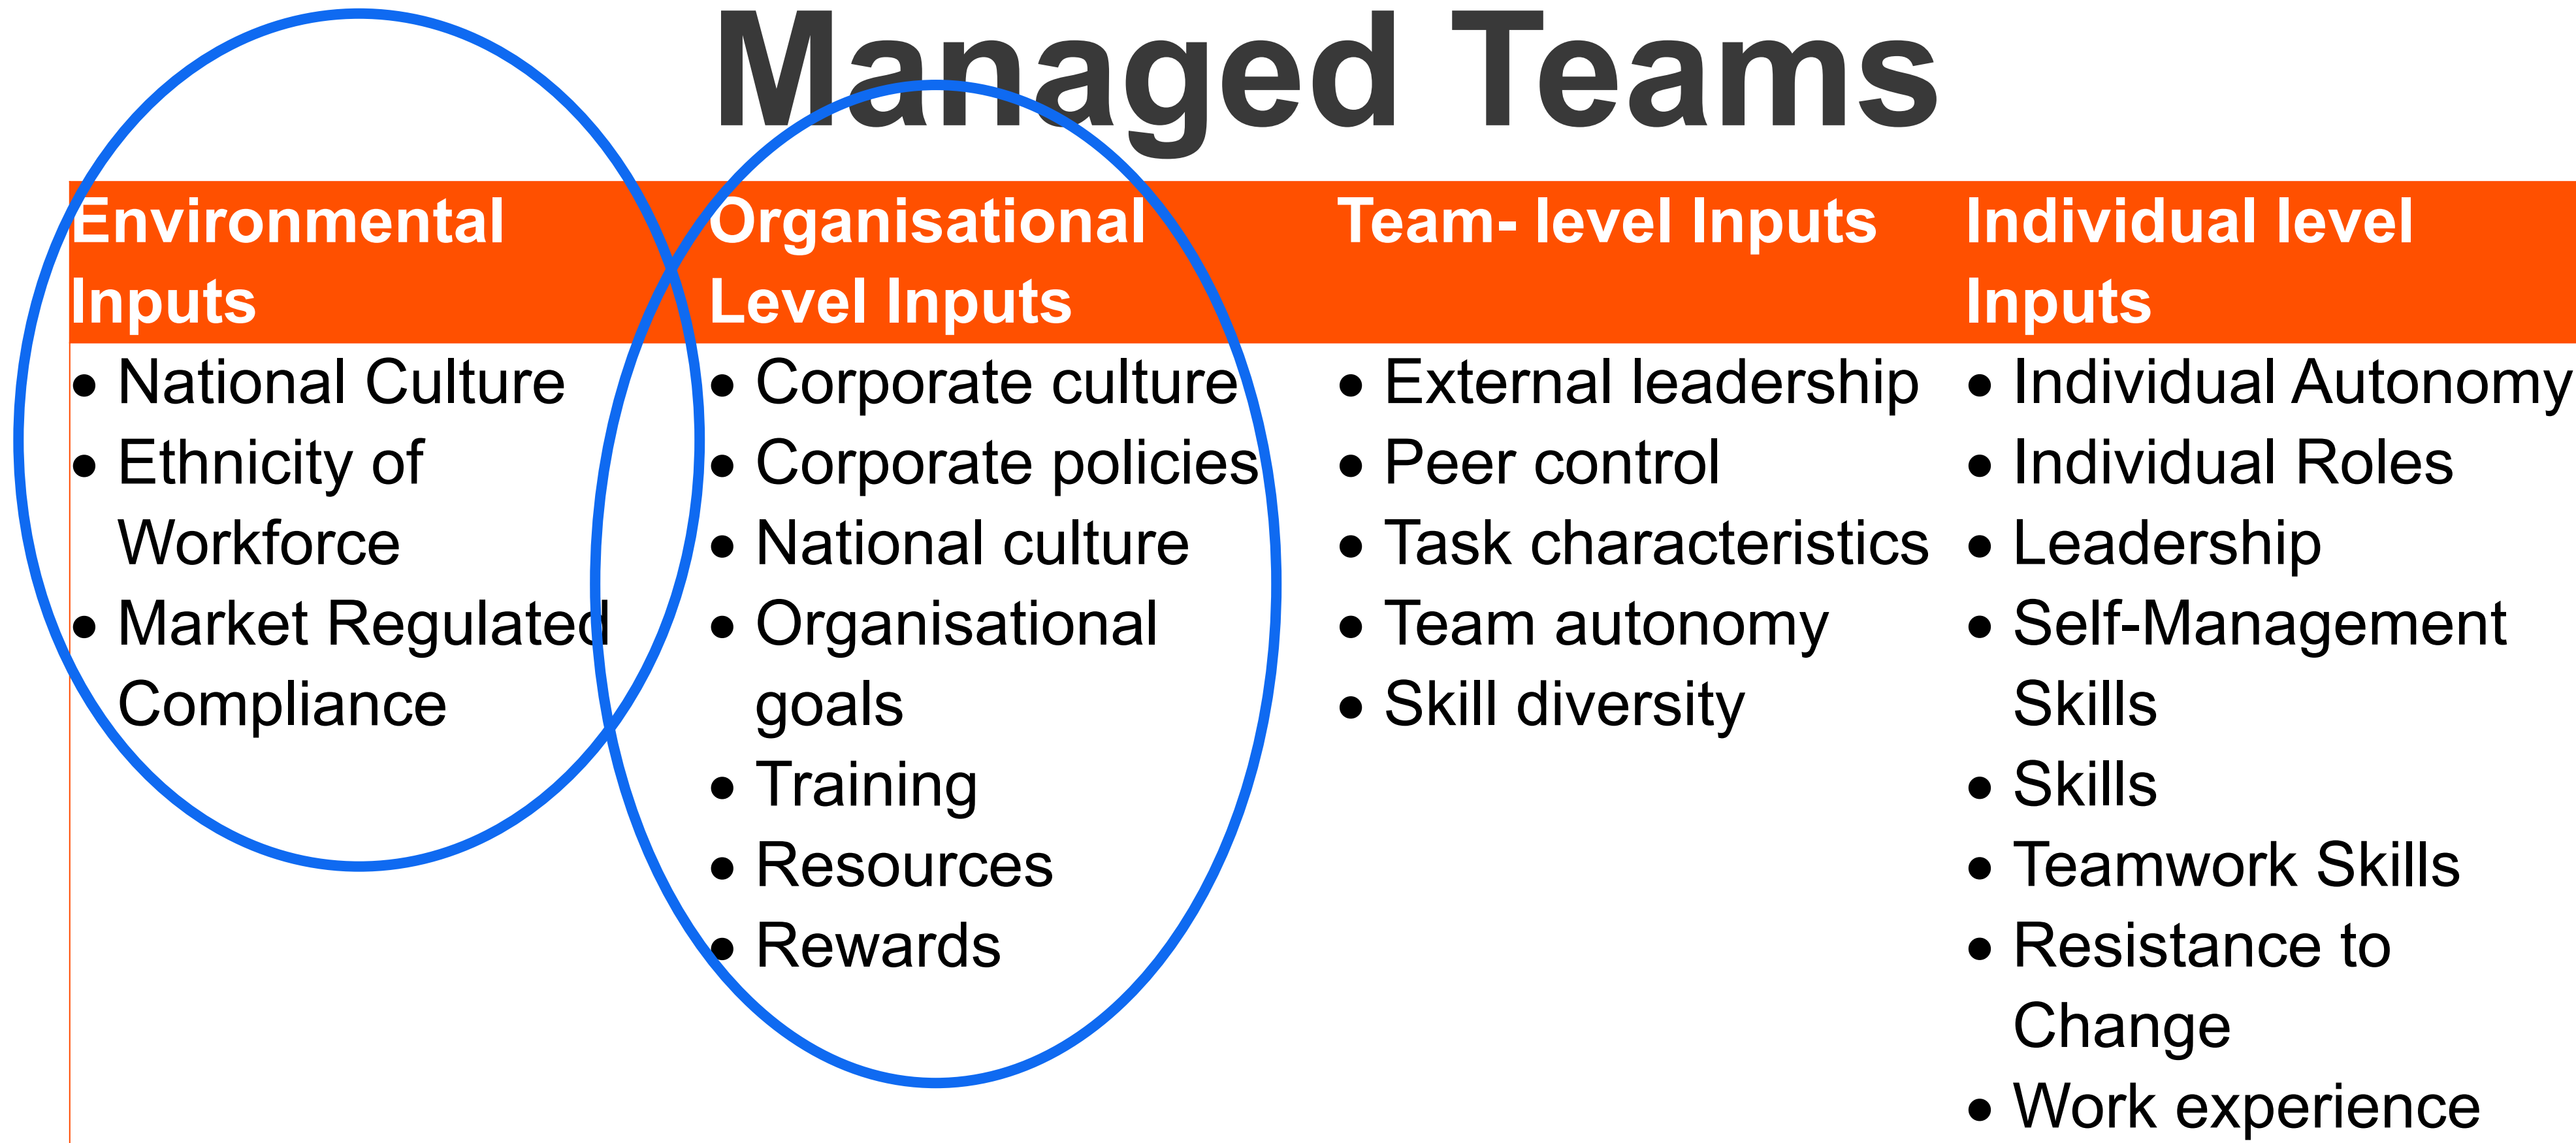 Managed Teams
Environmental
Inputs
• National Culture
• Ethnicity of
Workforce
• Market Regulated
Compliance
Organisational
Level Inputs
• Corporate culture
• Corporate policies
• National culture
• Organisational
goals
• Training
• Resources
• Rewards
Team- level Inputs
• External leadership
• Peer control
• Task characteristics
• Team autonomy
• Skill diversity
Individual level
Inputs
• Individual Autonomy
• Individual Roles
• Leadership
• Self-Management
Skills
• Skills
• Teamwork Skills
• Resistance to
Change
• Work experience